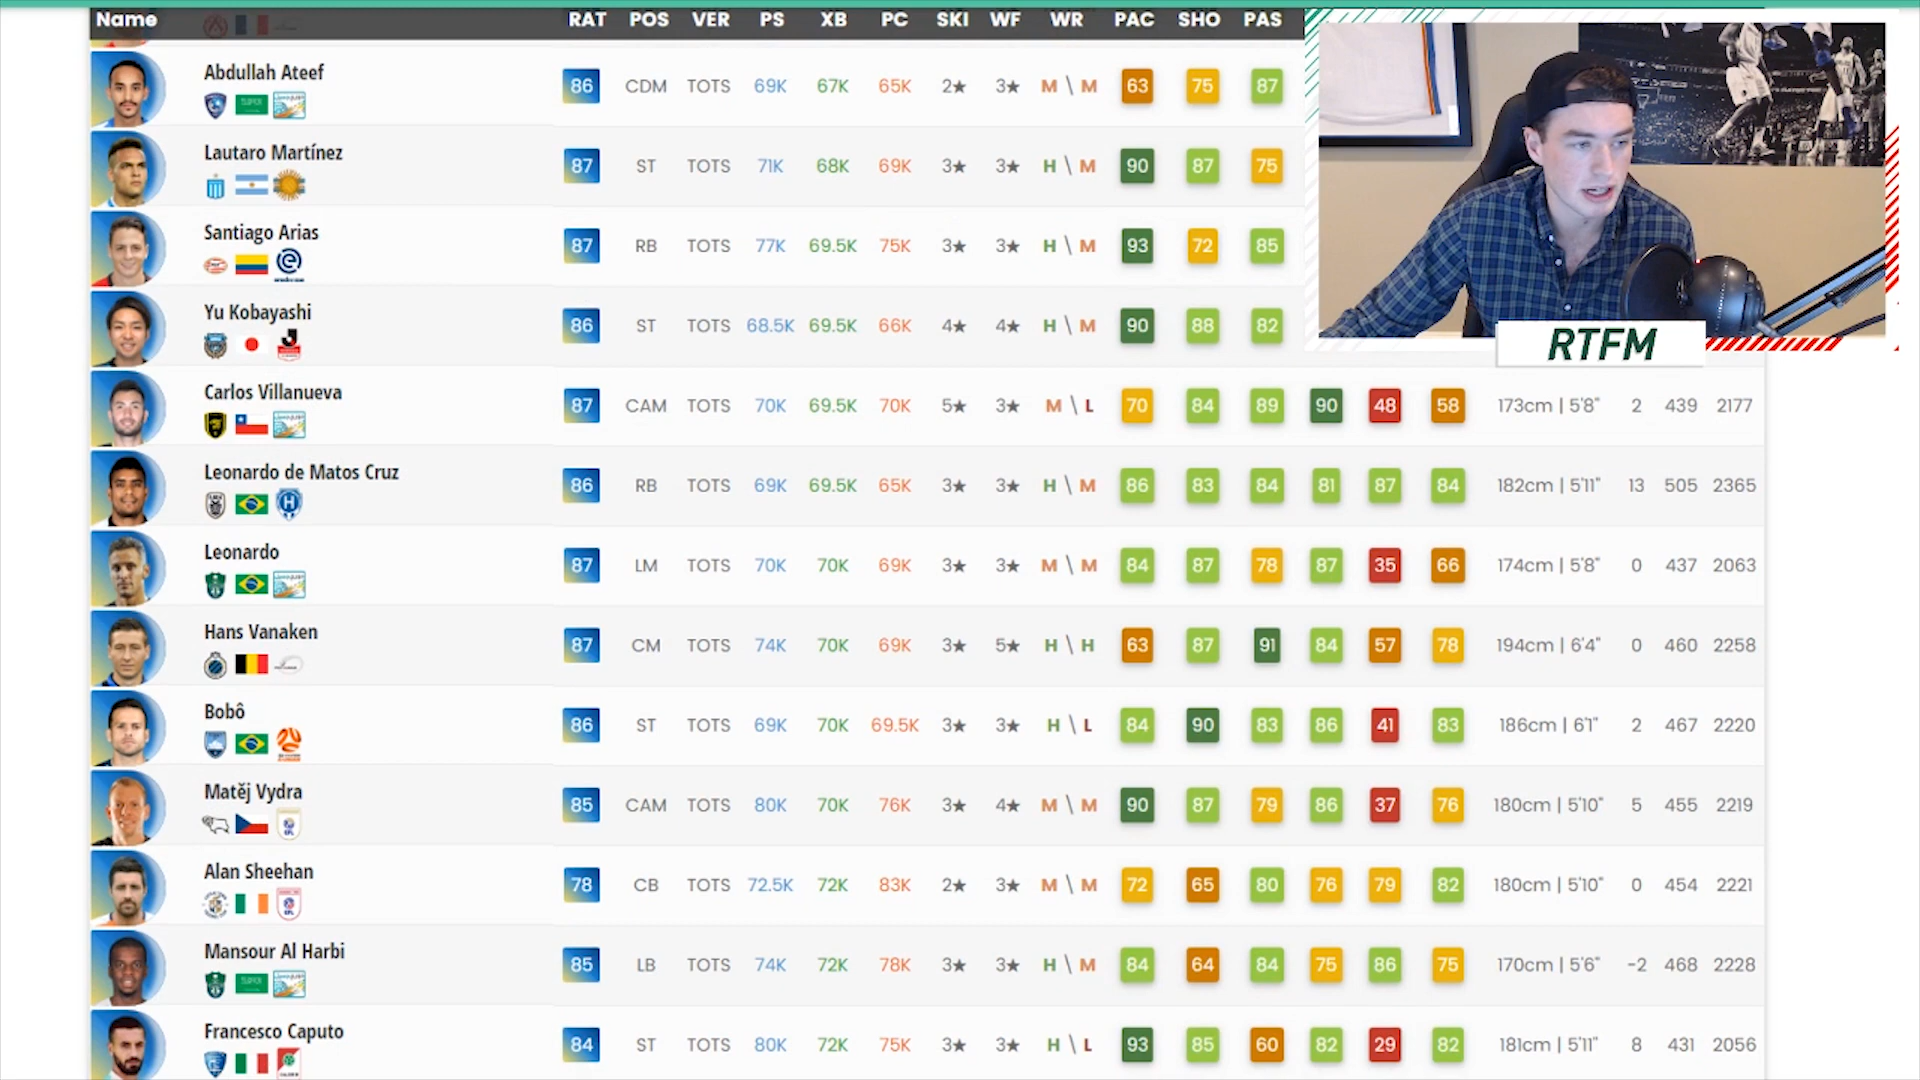 Name RAT POS VER PS XB PC SKI WF WR PAC SHO PAS
Abdullah Ateef 86 CDM TOTS 69K 67K 65K 2★ 3★ M \ M 63 75 87
Lautaro Martínez 87 ST TOTS 71K 68K 69K 3★ 3★ H \ M 90 87 75
Santiago Arias 87 RB TOTS 77K 69.5K 75K 3★ 3★ H \ M 93 72 85
Yu Kobayashi 86 ST TOTS 68.5K 69.5K 66K 4★ 4★ H \ M 90 88 82
RTFM
Carlos Villanueva 87 CAM TOTS 70K 69.5K 70K 5★ 3★ M \ L 70 84 89 90 48 58 173cm | 5'8" 2 439 2177
Leonardo de Matos Cruz 86 RB TOTS 69K 69.5K 65K 3★ 3★ H \ M 86 83 84 81 87 84 182cm | 5'11" 13 505 2365
Leonardo 87 LM TOTS 70K 70K 69K 3★ 3★ M \ M 84 87 78 87 35 66 174cm | 5'8" 0 437 2063
Hans Vanaken 87 CM TOTS 74K 70K 69K 3★ 5★ H \ H 63 87 91 84 57 78 194cm | 6'4" 0 460 2258
Bobô 86 ST TOTS 69K 70K 69.5K 3★ 3★ H \ L 84 90 83 86 41 83 186cm | 6'1" 2 467 2220
Matěj Vydra 85 CAM TOTS 80K 70K 76K 3★ 4★ M \ M 90 87 79 86 37 76 180cm | 5'10" 5 455 2219
Alan Sheehan 78 CB TOTS 72.5K 72K 83K 2★ 3★ M \ M 72 65 80 76 79 82 180cm | 5'10" 0 454 2221
Mansour Al Harbi 85 LB TOTS 74K 72K 78K 3★ 3★ H \ M 84 64 84 75 86 75 170cm | 5'6" -2 468 2228
Francesco Caputo 84 ST TOTS 80K 72K 75K 3★ 3★ H \ L 93 85 60 82 29 82 181cm | 5'11" 8 431 2056